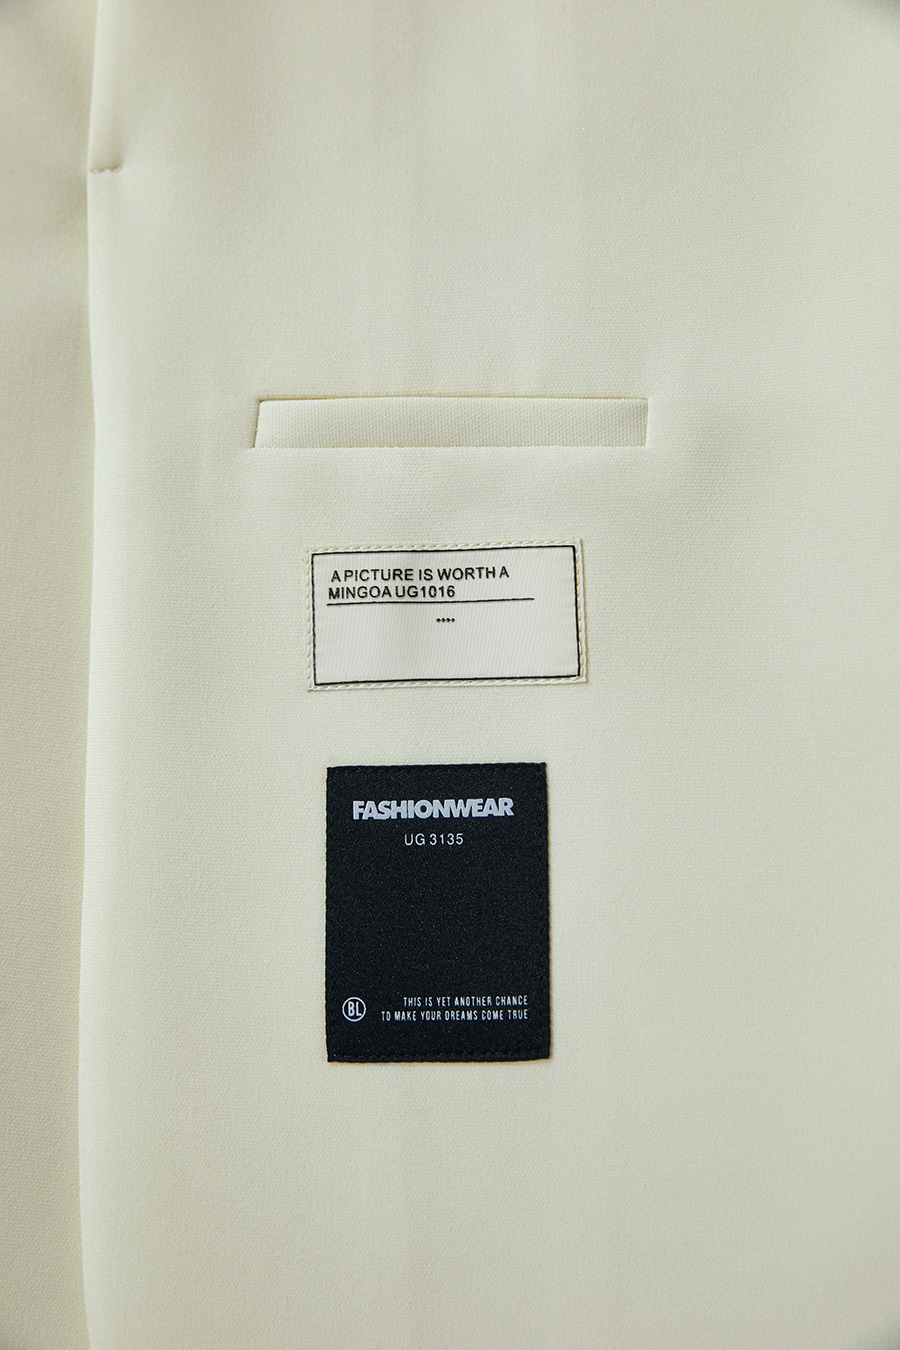 A PICTURE IS WORTH A
MINGOA UG1016
FASHIONWEAR
UG 3135
BL
THIS IS YET ANOTHER CHANCE
TO MAKE YOUR DREAMS COME TRUE